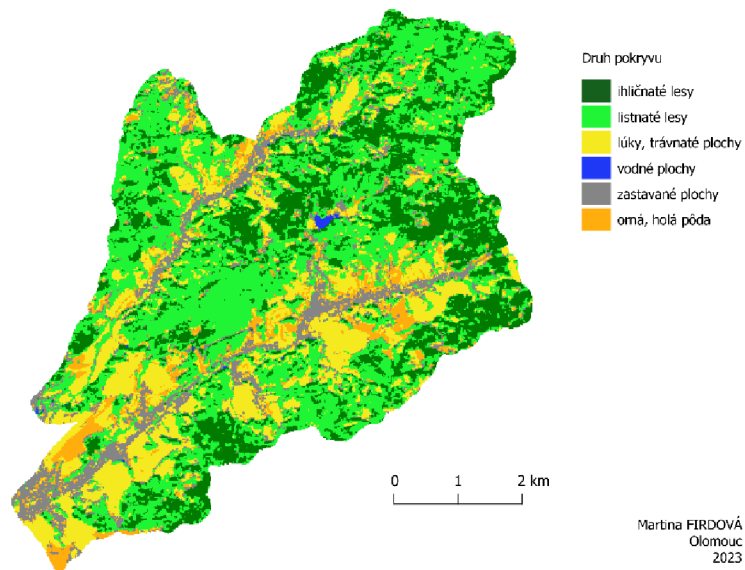 Druh pokryvu
ihličnaté lesy
listnaté lesy
lúky, trávnaté plochy
vodné plochy
zastavané plochy
orná, holá pôda
0 1 2 km
Martina FIRDOVÁ
Olomouc
2023